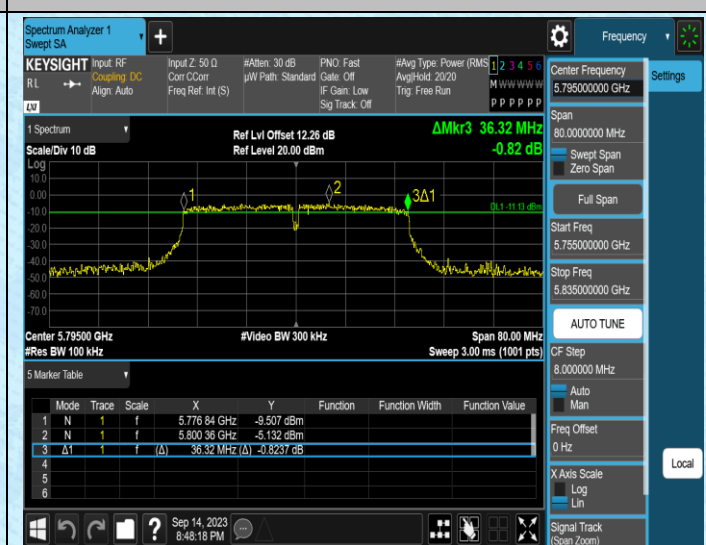 Spectrum Analyzer 1
Swept SA
Frequency
KEYSIGHT
Input: RF
Coupling: DC
Align: Auto
Input Z: 50 Ω
Corr CCorr
Freq Ref: Int (S)
#Atten: 30 dB
µW Path: Standard
PNO: Fast
Gate: Off
IF Gain: Low
Sig Track: Off
#Avg Type: Power (RMS
Avg|Hold: 20/20
Trig: Free Run
1 2 3 4 5 6
M W W W W W
P P P P P P
R L
LXI
Center Frequency
5.795000000 GHz
Settings
Span
80.0000000 MHz
Swept Span
Zero Span
Full Span
Start Freq
5.755000000 GHz
Stop Freq
5.835000000 GHz
AUTO TUNE
CF Step
8.000000 MHz
Auto
Man
Freq Offset
0 Hz
X Axis Scale
Log
Lin
Local
Signal Track
(Span Zoom)
1 Spectrum
Scale/Div 10 dB
Ref Lvl Offset 12.26 dB
Ref Level 20.00 dBm
ΔMkr3 36.32 MHz
-0.82 dB
Log
10.0
0.00
-10.0
-20.0
-30.0
-40.0
-50.0
-60.0
-70.0
1
2
3Δ1
DL1 -11.13 dBm
Center 5.79500 GHz
#Res BW 100 kHz
#Video BW 300 kHz
Span 80.00 MHz
Sweep 3.00 ms (1001 pts)
5 Marker Table
Mode Trace Scale X Y Function Function Width Function Value
1 N 1 f 5.776 84 GHz -9.507 dBm
2 N 1 f 5.800 36 GHz -5.132 dBm
3 Δ1 1 f (Δ) 36.32 MHz (Δ) -0.8237 dB
4
5
6
?
Sep 14, 2023
8:48:18 PM